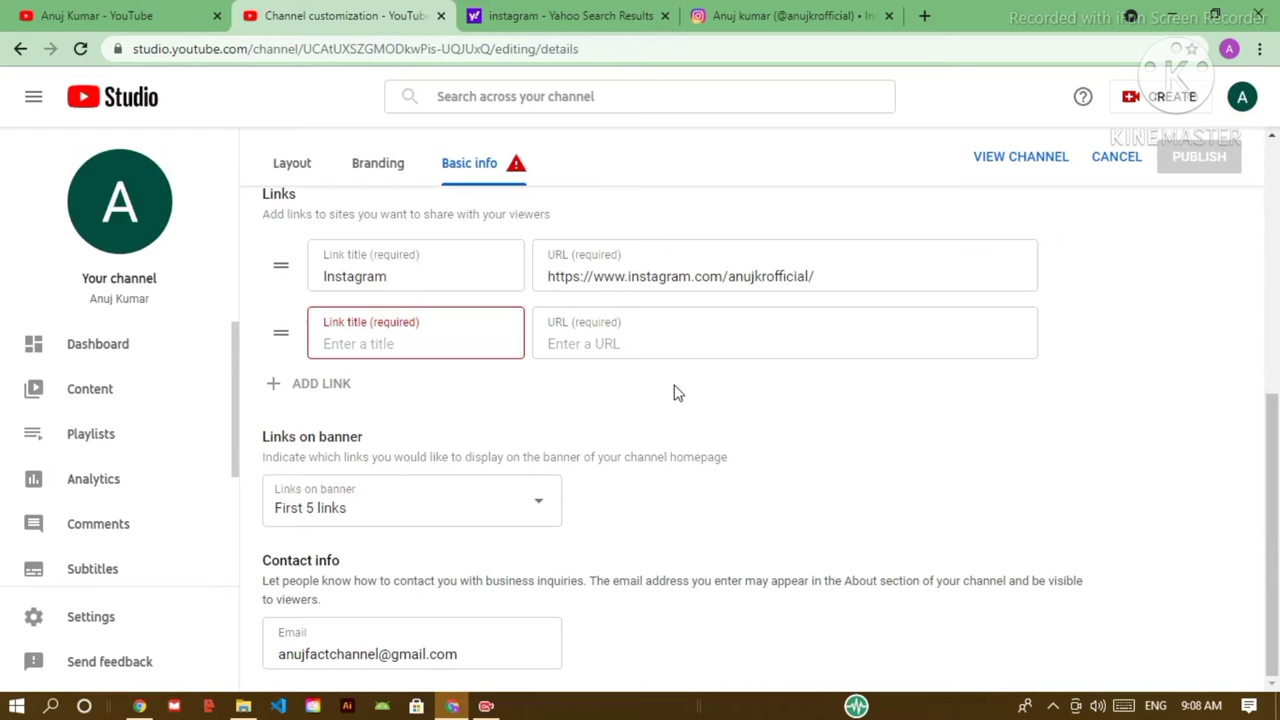 Anuj Kumar - YouTube
Channel customization - YouTube
instagram - Yahoo Search Results
Anuj kumar (@anujkrofficial) • In
Recorded with iFun Screen Recorder
studio.youtube.com/channel/UCAtUXSZGMODkwPis-UQJUxQ/editing/details
A
Studio
Search across your channel
CREATE
A
K
KINEMASTER
Layout
Branding
Basic info
VIEW CHANNEL
CANCEL
PUBLISH
A
Your channel
Anuj Kumar
Dashboard
Content
Playlists
Analytics
Comments
Subtitles
Settings
Send feedback
Links
Add links to sites you want to share with your viewers
Link title (required)
Instagram
URL (required)
https://www.instagram.com/anujkrofficial/
Link title (required)
Enter a title
URL (required)
Enter a URL
ADD LINK
Links on banner
Indicate which links you would like to display on the banner of your channel homepage
Links on banner
First 5 links
Contact info
Let people know how to contact you with business inquiries. The email address you enter may appear in the About section of your channel and be visible
to viewers.
Email
anujfactchannel@gmail.com
Ai
ENG
9:08 AM